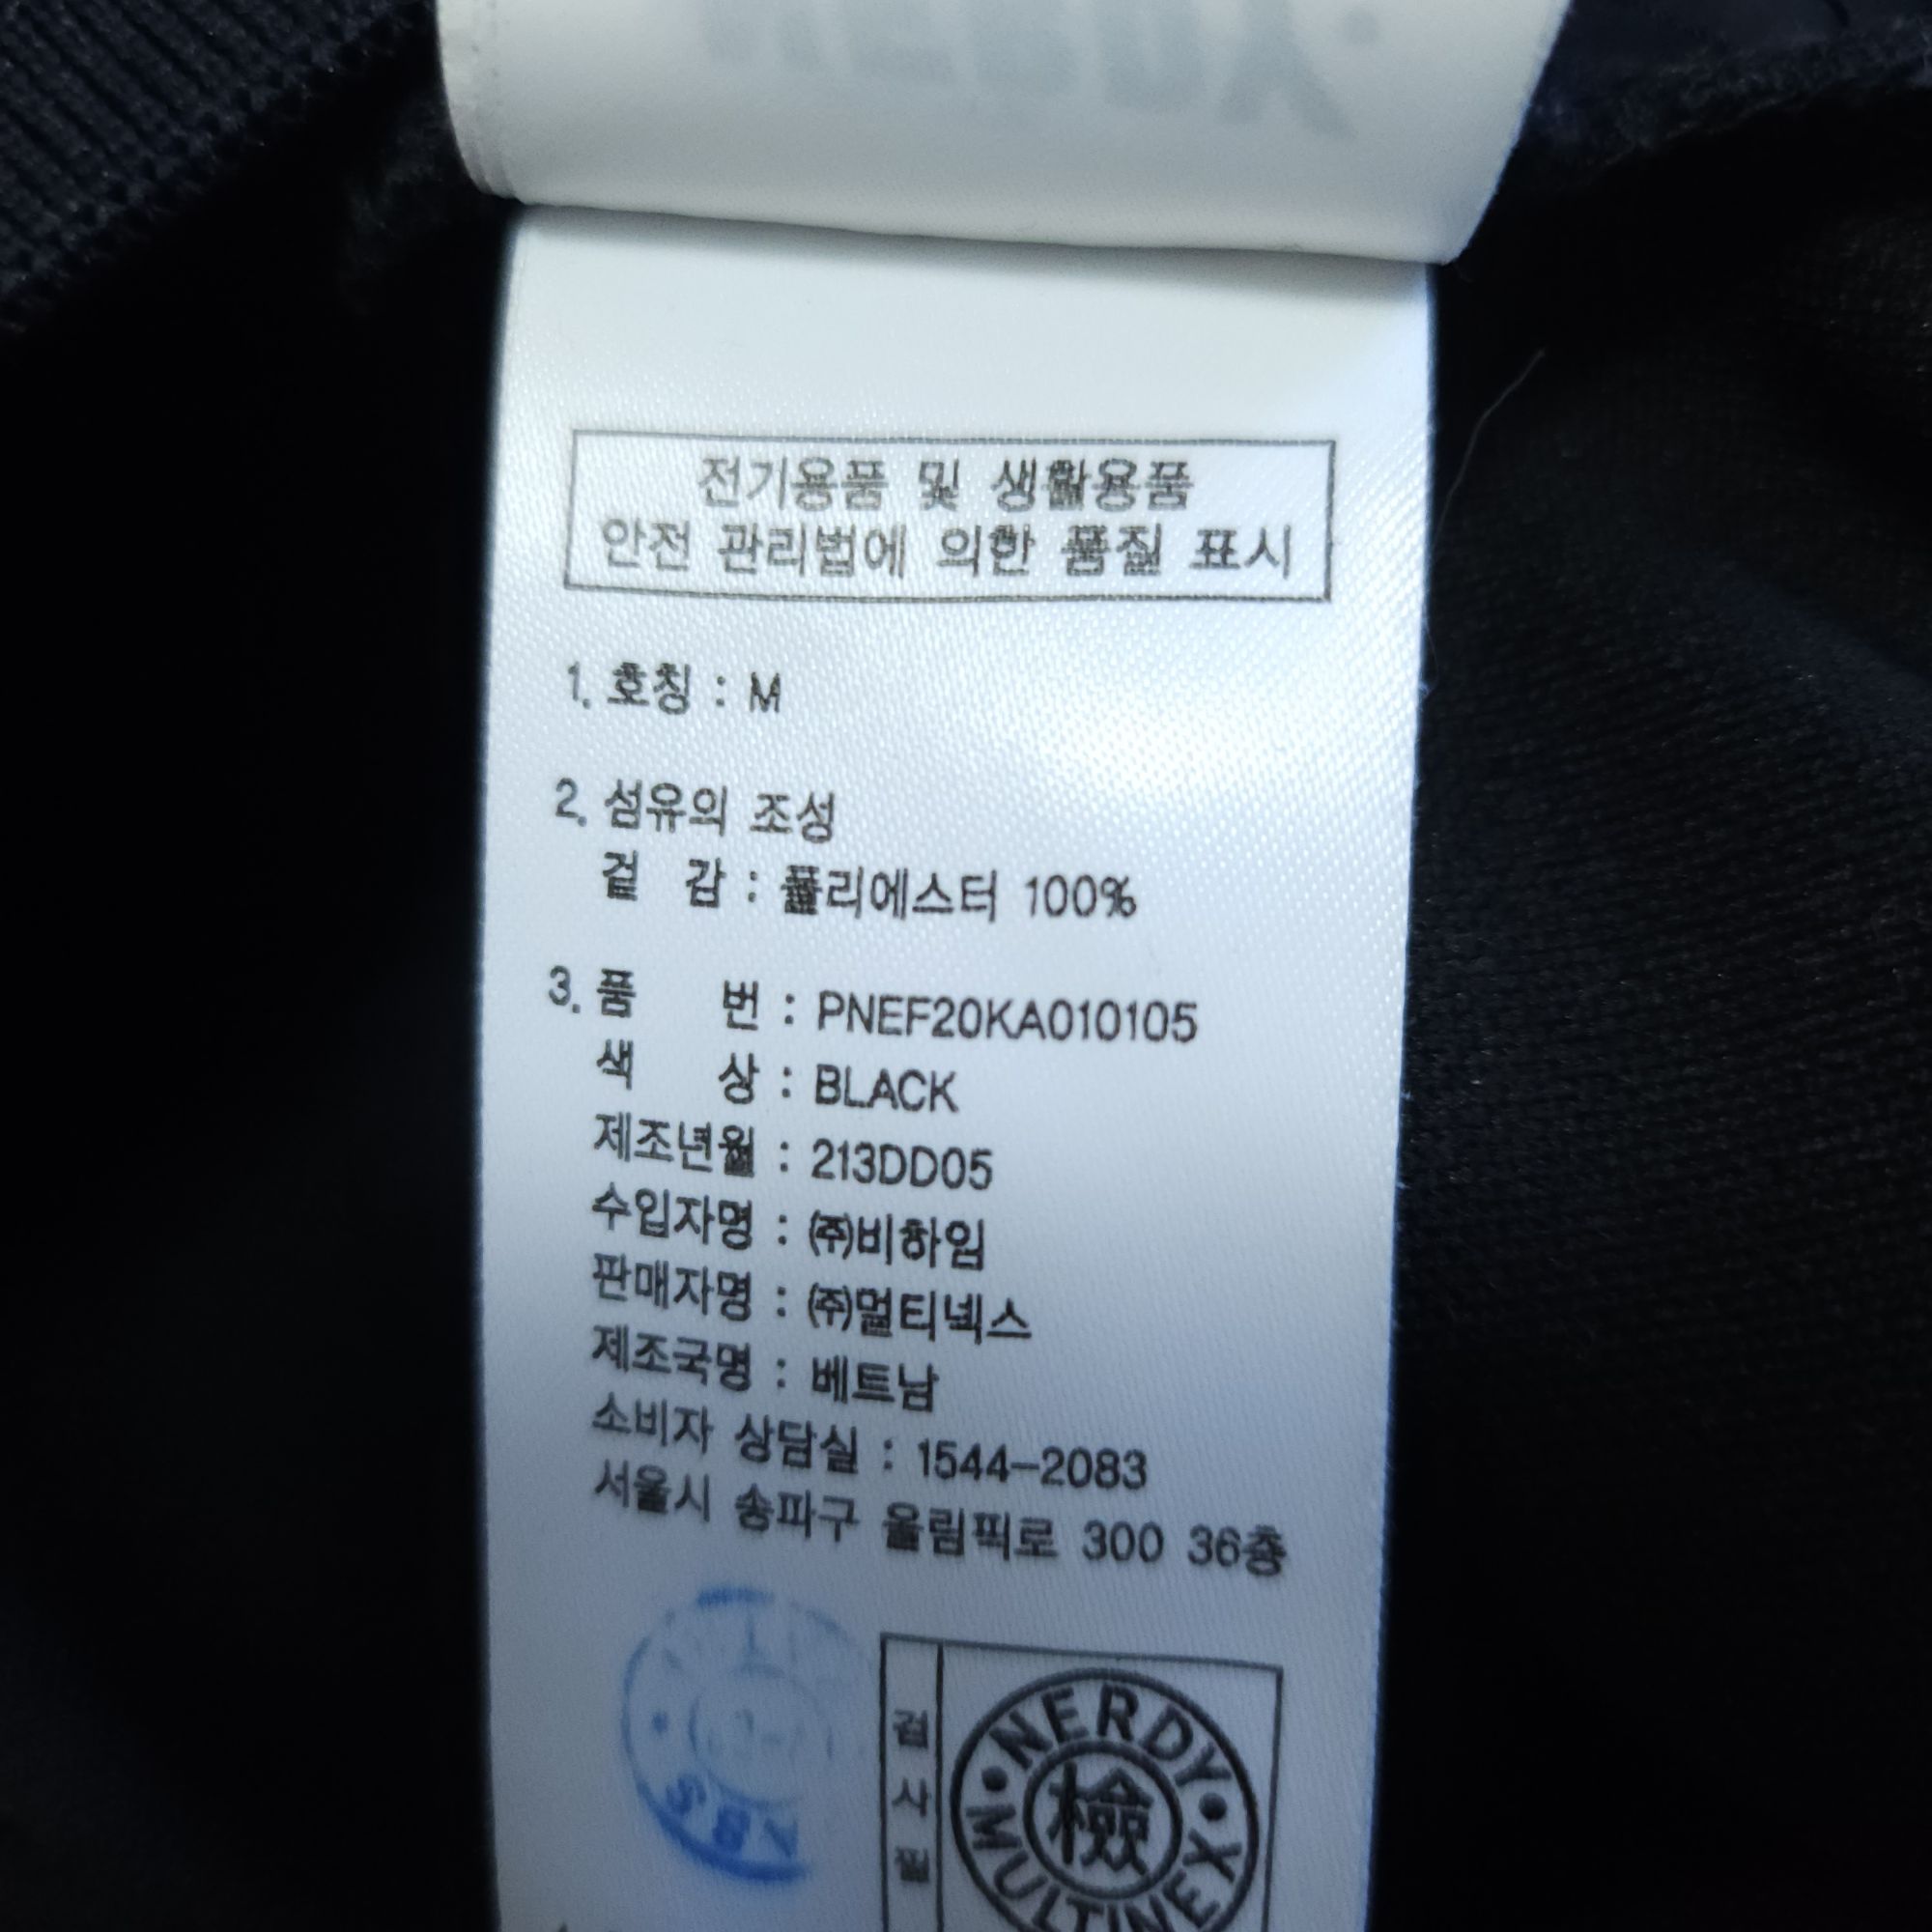 전기용품 및 생활용품
안전 관리법에 의한 품질 표시
1. 호칭 : M
2. 섬유의 조성
겉 감 : 폴리에스터 100%
3. 품 번 : PNEF20KA010105
색 상 : BLACK
제조년월 : 213DD05
수입자명 : ㈜비하임
판매자명 : ㈜멀티넥스
제조국명 : 베트남
소비자 상담실 : 1544-2083
서울시 송파구 올림픽로 300 36층
검사필
NERDY
檢
MULTINEX